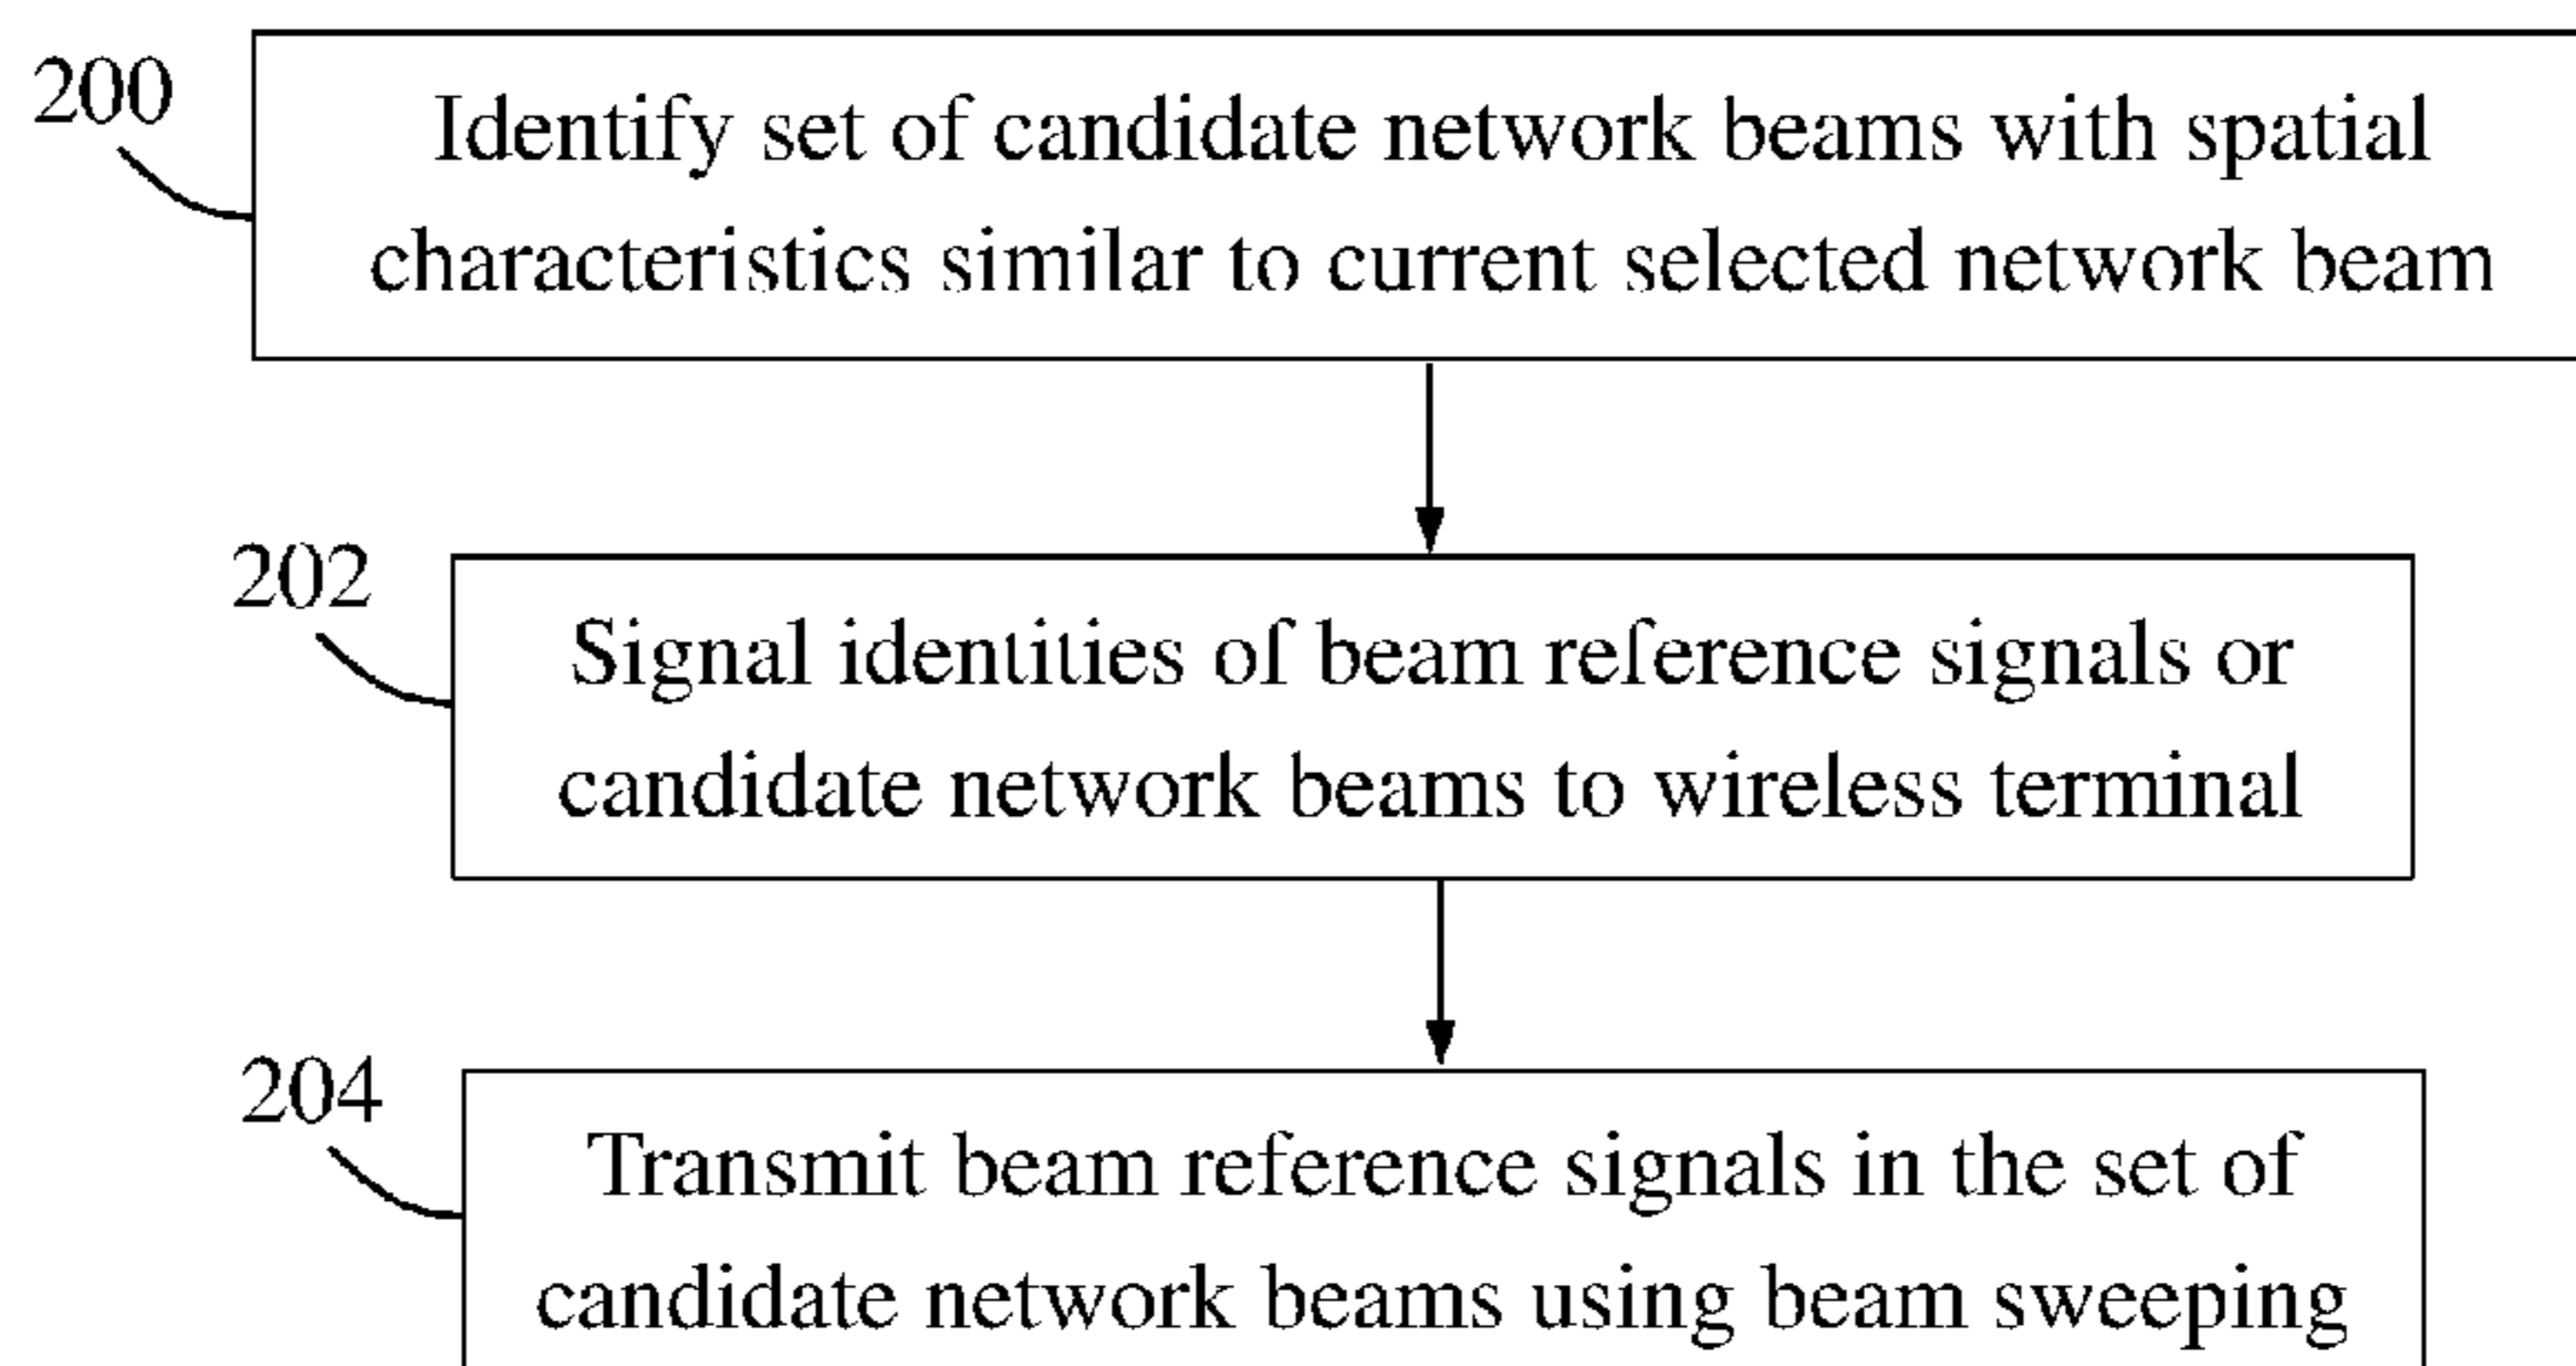 200
Identify set of candidate network beams with spatial
characteristics similar to current selected network beam
202
Signal identities of beam reference signals or
candidate network beams to wireless terminal
204
Transmit beam reference signals in the set of
candidate network beams using beam sweeping